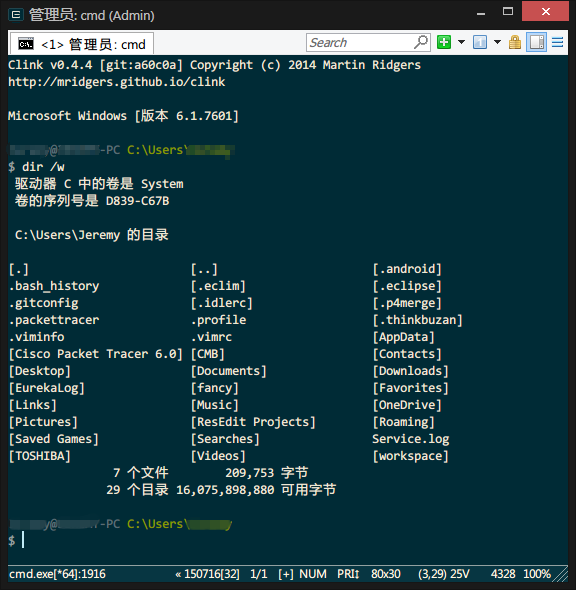 管理员: cmd (Admin)
<1> 管理员: cmd
Search
Clink v0.4.4 [git:a60c0a] Copyright (c) 2014 Martin Ridgers
http://mridgers.github.io/clink
Microsoft Windows [版本 6.1.7601]
-PC C:\Users\
$ dir /w
驱动器 C 中的卷是 System
卷的序列号是 D839-C67B
C:\Users\Jeremy 的目录
[.] [..] [.android]
.bash_history [.eclim] [.eclipse]
.gitconfig [.idlerc] [.p4merge]
.packettracer .profile [.thinkbuzan]
.viminfo .vimrc [AppData]
[Cisco Packet Tracer 6.0] [CMB] [Contacts]
[Desktop] [Documents] [Downloads]
[EurekaLog] [fancy] [Favorites]
[Links] [Music] [OneDrive]
[Pictures] [ResEdit Projects] [Roaming]
[Saved Games] [Searches] Service.log
[TOSHIBA] [Videos] [workspace]
7 个文件 209,753 字节
29 个目录 16,075,898,880 可用字节
-PC C:\Users\
$
cmd.exe[*64]:1916 « 150716[32] 1/1 [+] NUM PRI↕ 80x30 (3,29) 25V 4328 100%